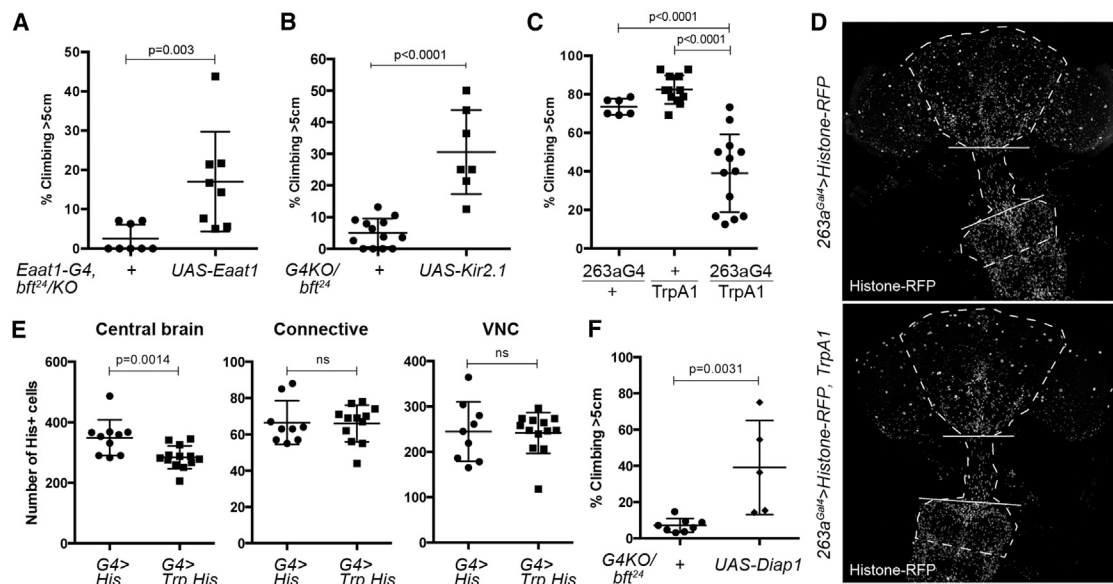 A
p=0.003
% Climbing >5cm
50
40
30
20
10
0
Eaat1-G4,
bft²⁴/KO
+
UAS-Eaat1
B
p<0.0001
% Climbing >5cm
60
50
40
30
20
10
0
G4KO/
bft²⁴
+
UAS-Kir2.1
C
p<0.0001
p<0.0001
% Climbing >5cm
100
80
60
40
20
0
263aG4
+
+
TrpA1
263aG4
TrpA1
D
263aᴳᵃˡ⁴>Histone-RFP
Histone-RFP
263aᴳᵃˡ⁴>Histone-RFP, TrpA1
Histone-RFP
E
Central brain
p=0.0014
Number of His+ cells
600
400
300
200
0
G4>
His
G4>
Trp,His
Connective
ns
100
80
60
40
20
0
G4>
His
G4>
Trp,His
VNC
ns
400
300
200
100
0
G4>
His
G4>
Trp,His
F
p=0.0031
% Climbing >5cm
100
80
60
40
20
0
G4KO/
bft²⁴
+
UAS-Diap1